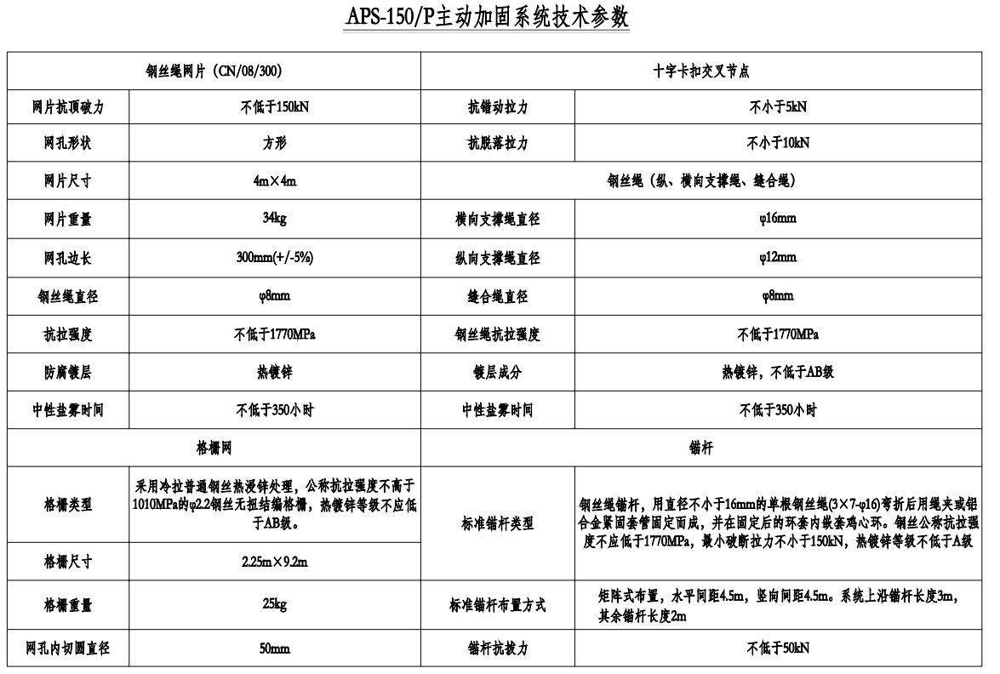 APS-150/P主动加固系统技术参数
钢丝绳网片（CN/08/300） 十字卡扣交叉节点
网片抗顶破力 不低于150kN 抗错动拉力 不小于5kN
网孔形状 方形 抗脱落拉力 不小于10kN
网片尺寸 4m×4m 钢丝绳（纵、横向支撑绳、缝合绳）
网片重量 34kg 横向支撑绳直径 φ16mm
网孔边长 300mm(+/-5%) 纵向支撑绳直径 φ12mm
钢丝绳直径 φ8mm 缝合绳直径 φ8mm
抗拉强度 不低于1770MPa 钢丝绳抗拉强度 不低于1770MPa
防腐镀层 热镀锌 镀层成分 热镀锌，不低于AB级
中性盐雾时间 不低于350小时 中性盐雾时间 不低于350小时
格栅网 锚杆
格栅类型
采用冷拉普通钢丝热浸锌处理，公称抗拉强度不高于
1010MPa的φ2.2钢丝无扭结编格栅，热镀锌等级不应低
于AB级。
标准锚杆类型
钢丝绳锚杆，用直径不小于16mm的单根钢丝绳(3×7-φ16)弯折后用绳夹或铝
合金紧固套管固定而成，并在固定后的环套内嵌套鸡心环。钢丝公称抗拉强
度不应低于1770MPa，最小破断拉力不小于150kN，热镀锌等级不低于A级
格栅尺寸 2.25m×9.2m
格栅重量 25kg 标准锚杆布置方式
矩阵式布置，水平间距4.5m，竖向间距4.5m。系统上沿锚杆长度3m，
其余锚杆长度2m
网孔内切圆直径 50mm 锚杆抗拔力 不低于50kN